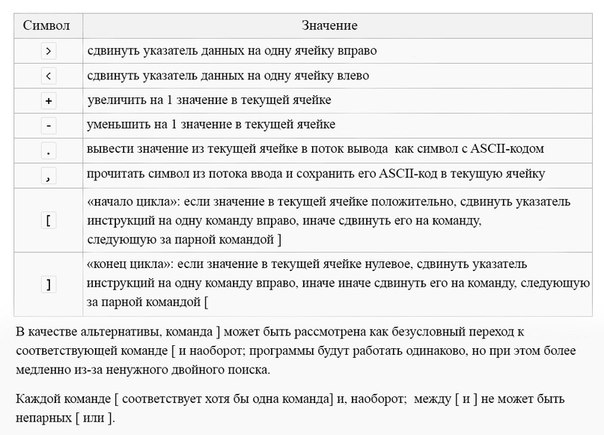 Символ Значение
> сдвинуть указатель данных на одну ячейку вправо
< сдвинуть указатель данных на одну ячейку влево
+ увеличить на 1 значение в текущей ячейке
- уменьшить на 1 значение в текущей ячейке
. вывести значение из текущей ячейки в поток вывода как символ с ASCII-кодом
, прочитать символ из потока ввода и сохранить его ASCII-код в текущую ячейку
«начало цикла»: если значение в текущей ячейке положительно, сдвинуть указатель
[ инструкций на одну команду вправо, иначе сдвинуть его на команду,
следующую за парной командой ]
«конец цикла»: если значение в текущей ячейке нулевое, сдвинуть указатель
] инструкций на одну команду вправо, иначе иначе сдвинуть его на команду, следующую
за парной командой [
В качестве альтернативы, команда ] может быть рассмотрена как безусловный переход к
соответствующей команде [ и наоборот; программы будут работать одинаково, но при этом более
медленно из-за ненужного двойного поиска.
Каждой команде [ соответствует хотя бы одна команда] и, наоборот; между [ и ] не может быть
непарных [ или ].